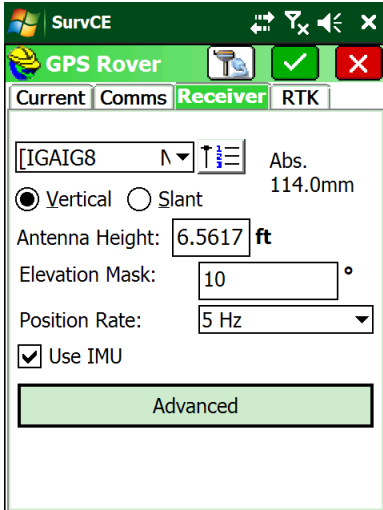 SurvCE
GPS Rover
Current Comms Receiver RTK
[IGAIG8 N
Abs.
114.0mm
Vertical Slant
Antenna Height: 6.5617 ft
Elevation Mask: 10 °
Position Rate: 5 Hz
Use IMU
Advanced